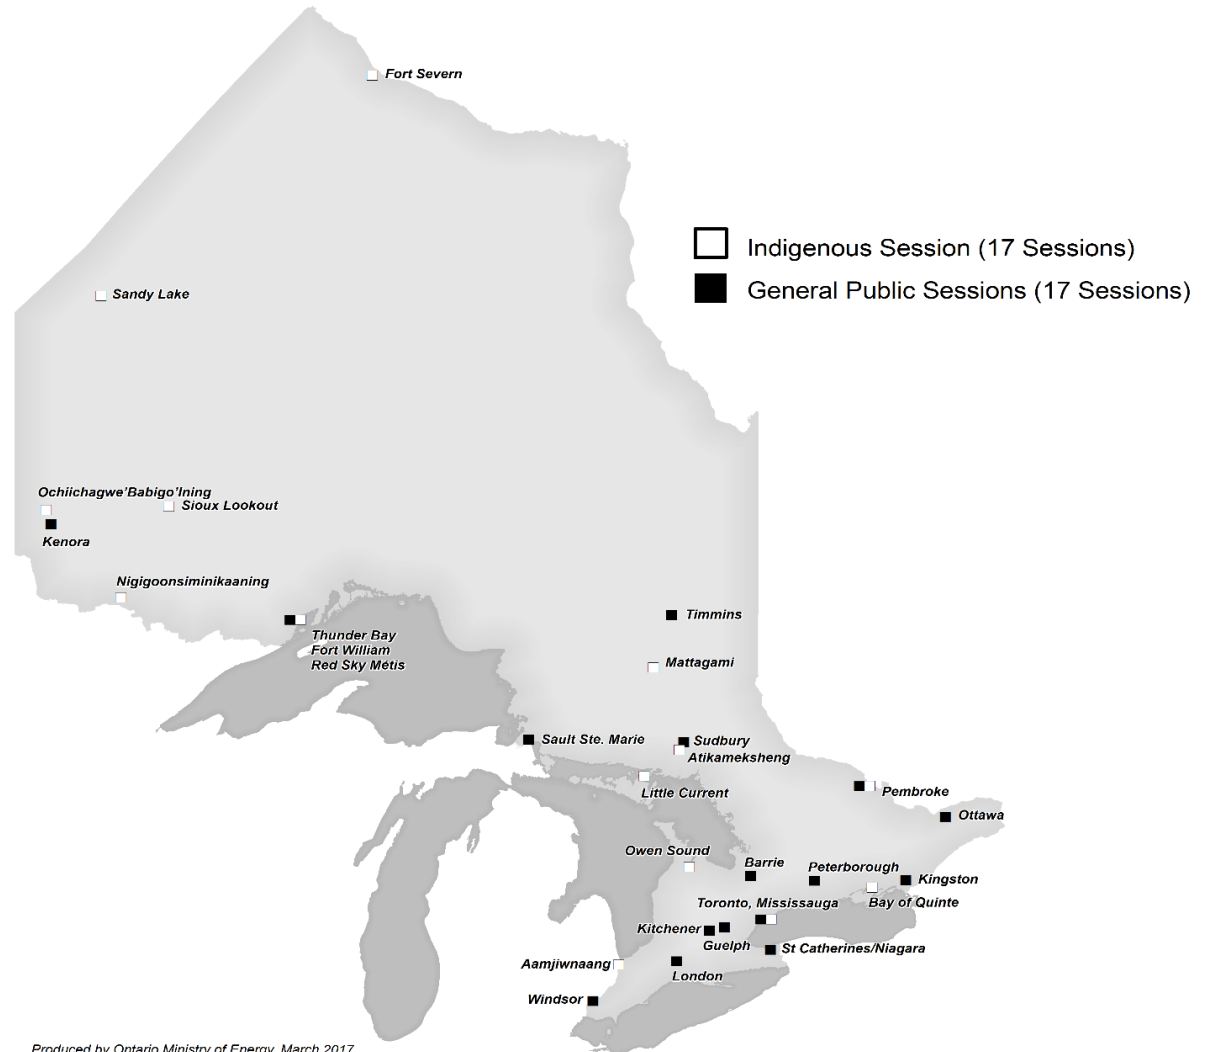 Fort Severn
Indigenous Session (17 Sessions)
General Public Sessions (17 Sessions)
Sandy Lake
Ochiichagwe'Babigo'Ining
Sioux Lookout
Kenora
Nigigoonsiminikaaning
Thunder Bay
Fort William
Red Sky Métis
Timmins
Mattagami
Sault Ste. Marie
Sudbury
Atikameksheng
Little Current
Pembroke
Ottawa
Owen Sound
Barrie
Peterborough
Kingston
Bay of Quinte
Toronto, Mississauga
Kitchener
Guelph
St Catherines/Niagara
Aamjiwnaang
London
Windsor
Produced by Ontario Ministry of Energy, March 2017